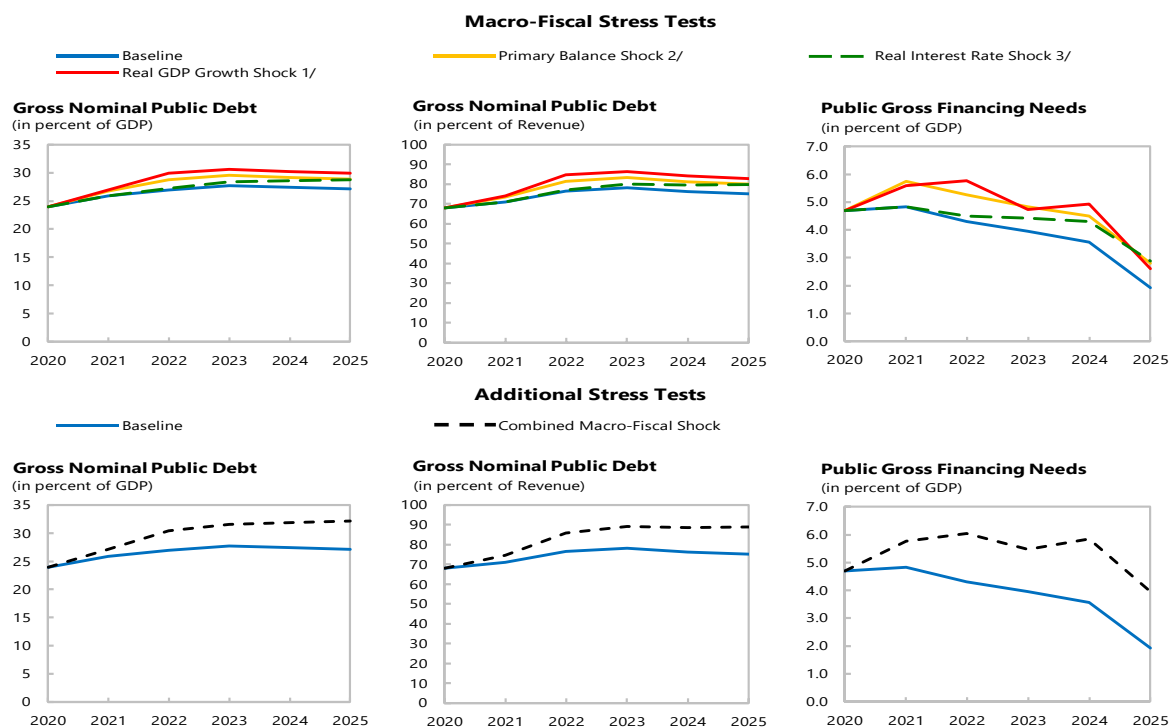 Macro-Fiscal Stress Tests
Baseline
Primary Balance Shock 2/
Real Interest Rate Shock 3/
Real GDP Growth Shock 1/
Gross Nominal Public Debt
(in percent of GDP)
35
30
25
20
15
10
5
0
2020 2021 2022 2023 2024 2025
Gross Nominal Public Debt
(in percent of Revenue)
100
90
80
70
60
50
40
30
20
10
0
2020 2021 2022 2023 2024 2025
Public Gross Financing Needs
(in percent of GDP)
7.0
6.0
5.0
4.0
3.0
2.0
1.0
0.0
2020 2021 2022 2023 2024 2025
Additional Stress Tests
Baseline
Combined Macro-Fiscal Shock
Gross Nominal Public Debt
(in percent of GDP)
35
30
25
20
15
10
5
0
2020 2021 2022 2023 2024 2025
Gross Nominal Public Debt
(in percent of Revenue)
100
90
80
70
60
50
40
30
20
10
0
2020 2021 2022 2023 2024 2025
Public Gross Financing Needs
(in percent of GDP)
7.0
6.0
5.0
4.0
3.0
2.0
1.0
0.0
2020 2021 2022 2023 2024 2025